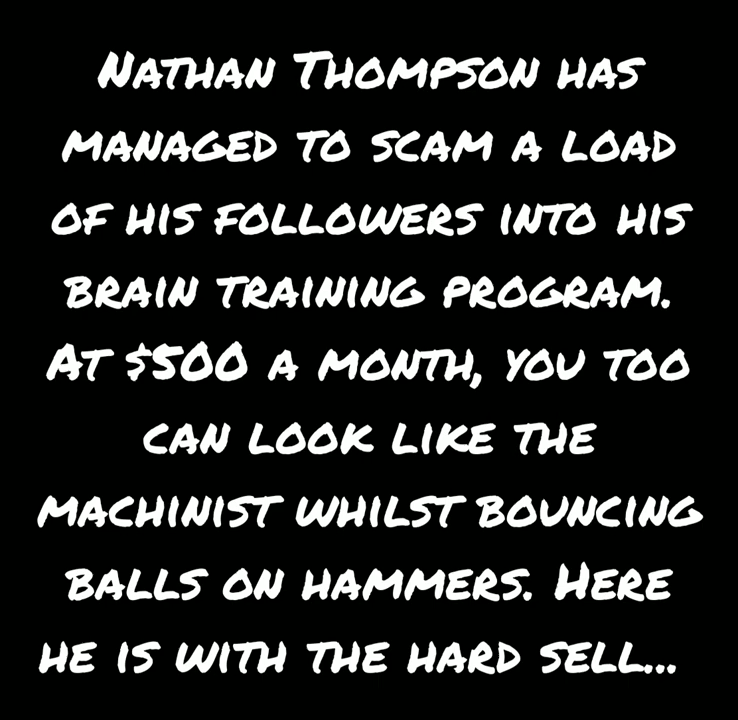 Nathan Thompson has
managed to scam a load
of his followers into his
brain training program.
At $500 a month, you too
can look like the
machinist whilst bouncing
balls on hammers. Here
he is with the hard sell...